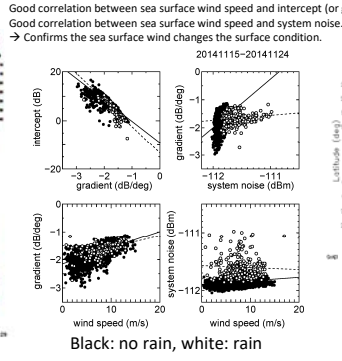 Good correlation between sea surface wind speed and intercept (or
Good correlation between sea surface wind speed and system noise.
→ Confirms the sea surface wind changes the surface condition.
20141115−20141124
intercept (dB)
20
0
−20
−3 −2 −1 0
gradient (dB/deg)
gradient (dB/deg)
0
−1
−2
−3
−112 −111
system noise (dBm)
Latitude (deg)
gradient (dB/deg)
0
−1
−2
−3
0 10 20
wind speed (m/s)
system noise (dBm)
−111
−112
0 10 20
wind speed (m/s)
Black: no rain, white: rain